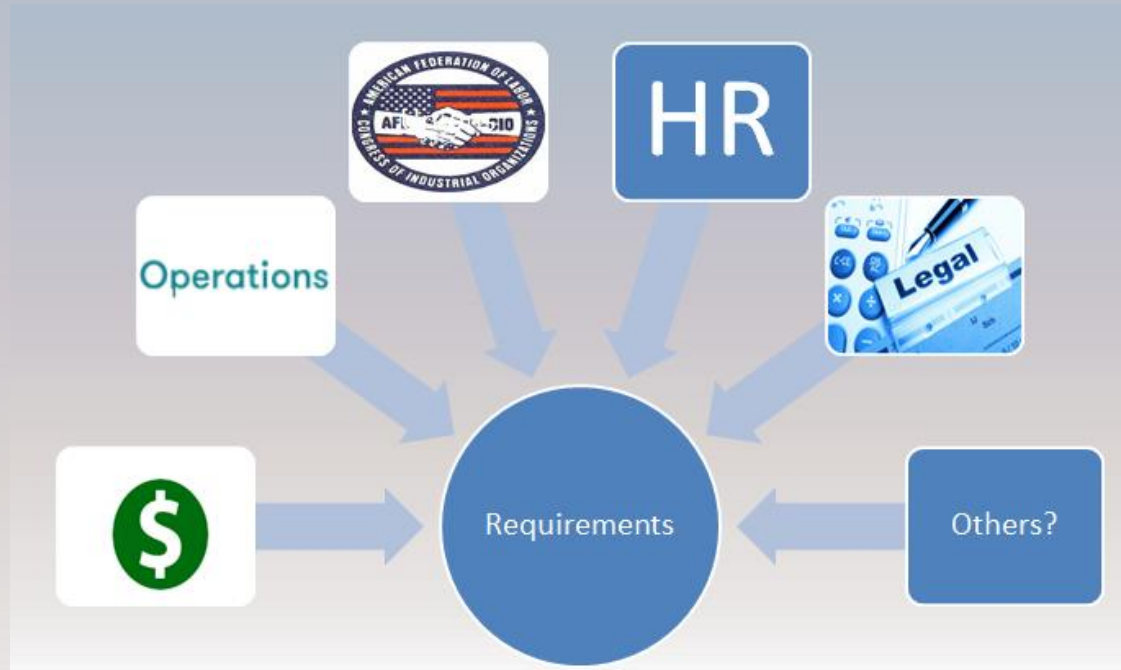 AMERICAN FEDERATION OF LABOR
AFL CIO
CONGRESS OF INDUSTRIAL ORGANIZATIONS
HR
Operations
Legal
$
Requirements
Others?